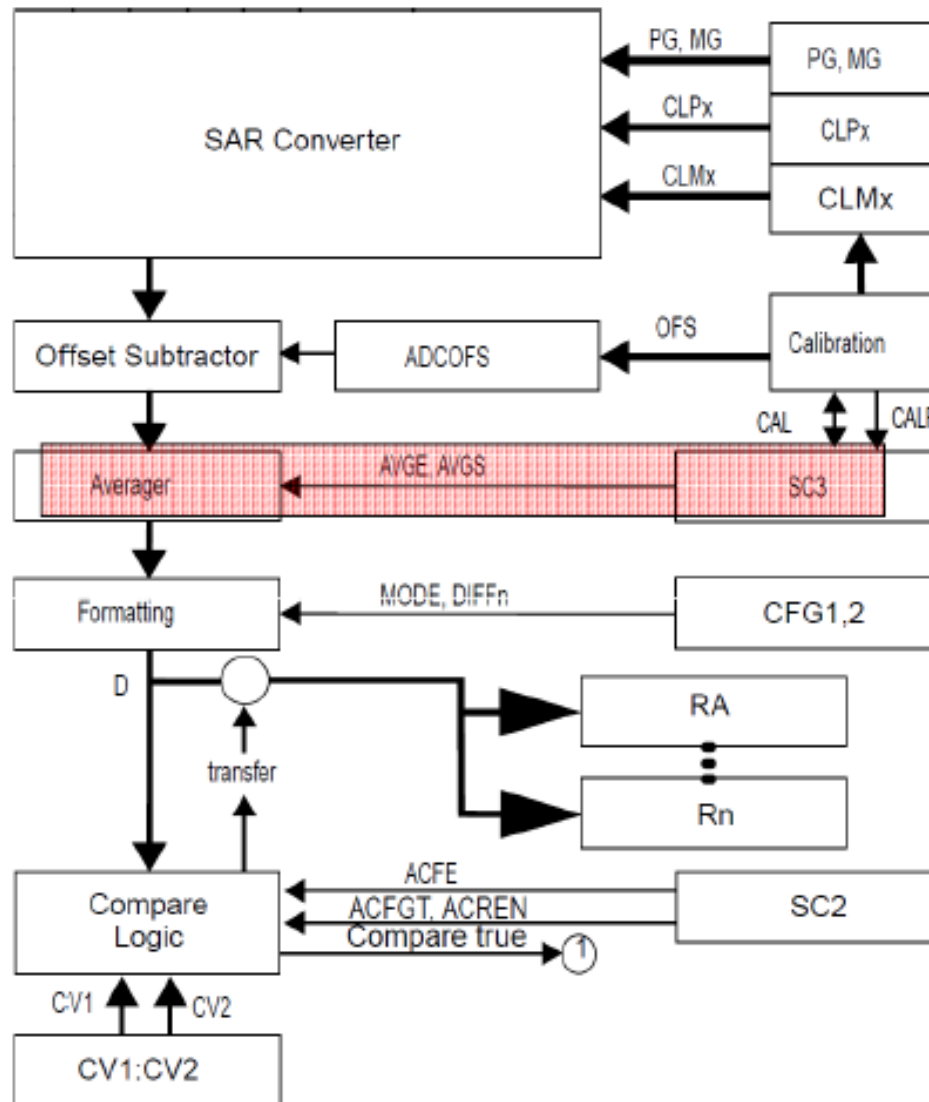 PG, MG
PG, MG
SAR Converter
CLPx
CLPx
CLMx
CLMx
Offset Subtractor
ADCOFS
OFS
Calibration
CAL
Averager
AVGE, AVGS
SC3
Formatting
MODE, DIFFn
CFG1,2
D
RA
transfer
Rn
Compare
Logic
ACFE
ACFGT, ACREN
Compare true
1
SC2
CV1
CV2
CV1:CV2